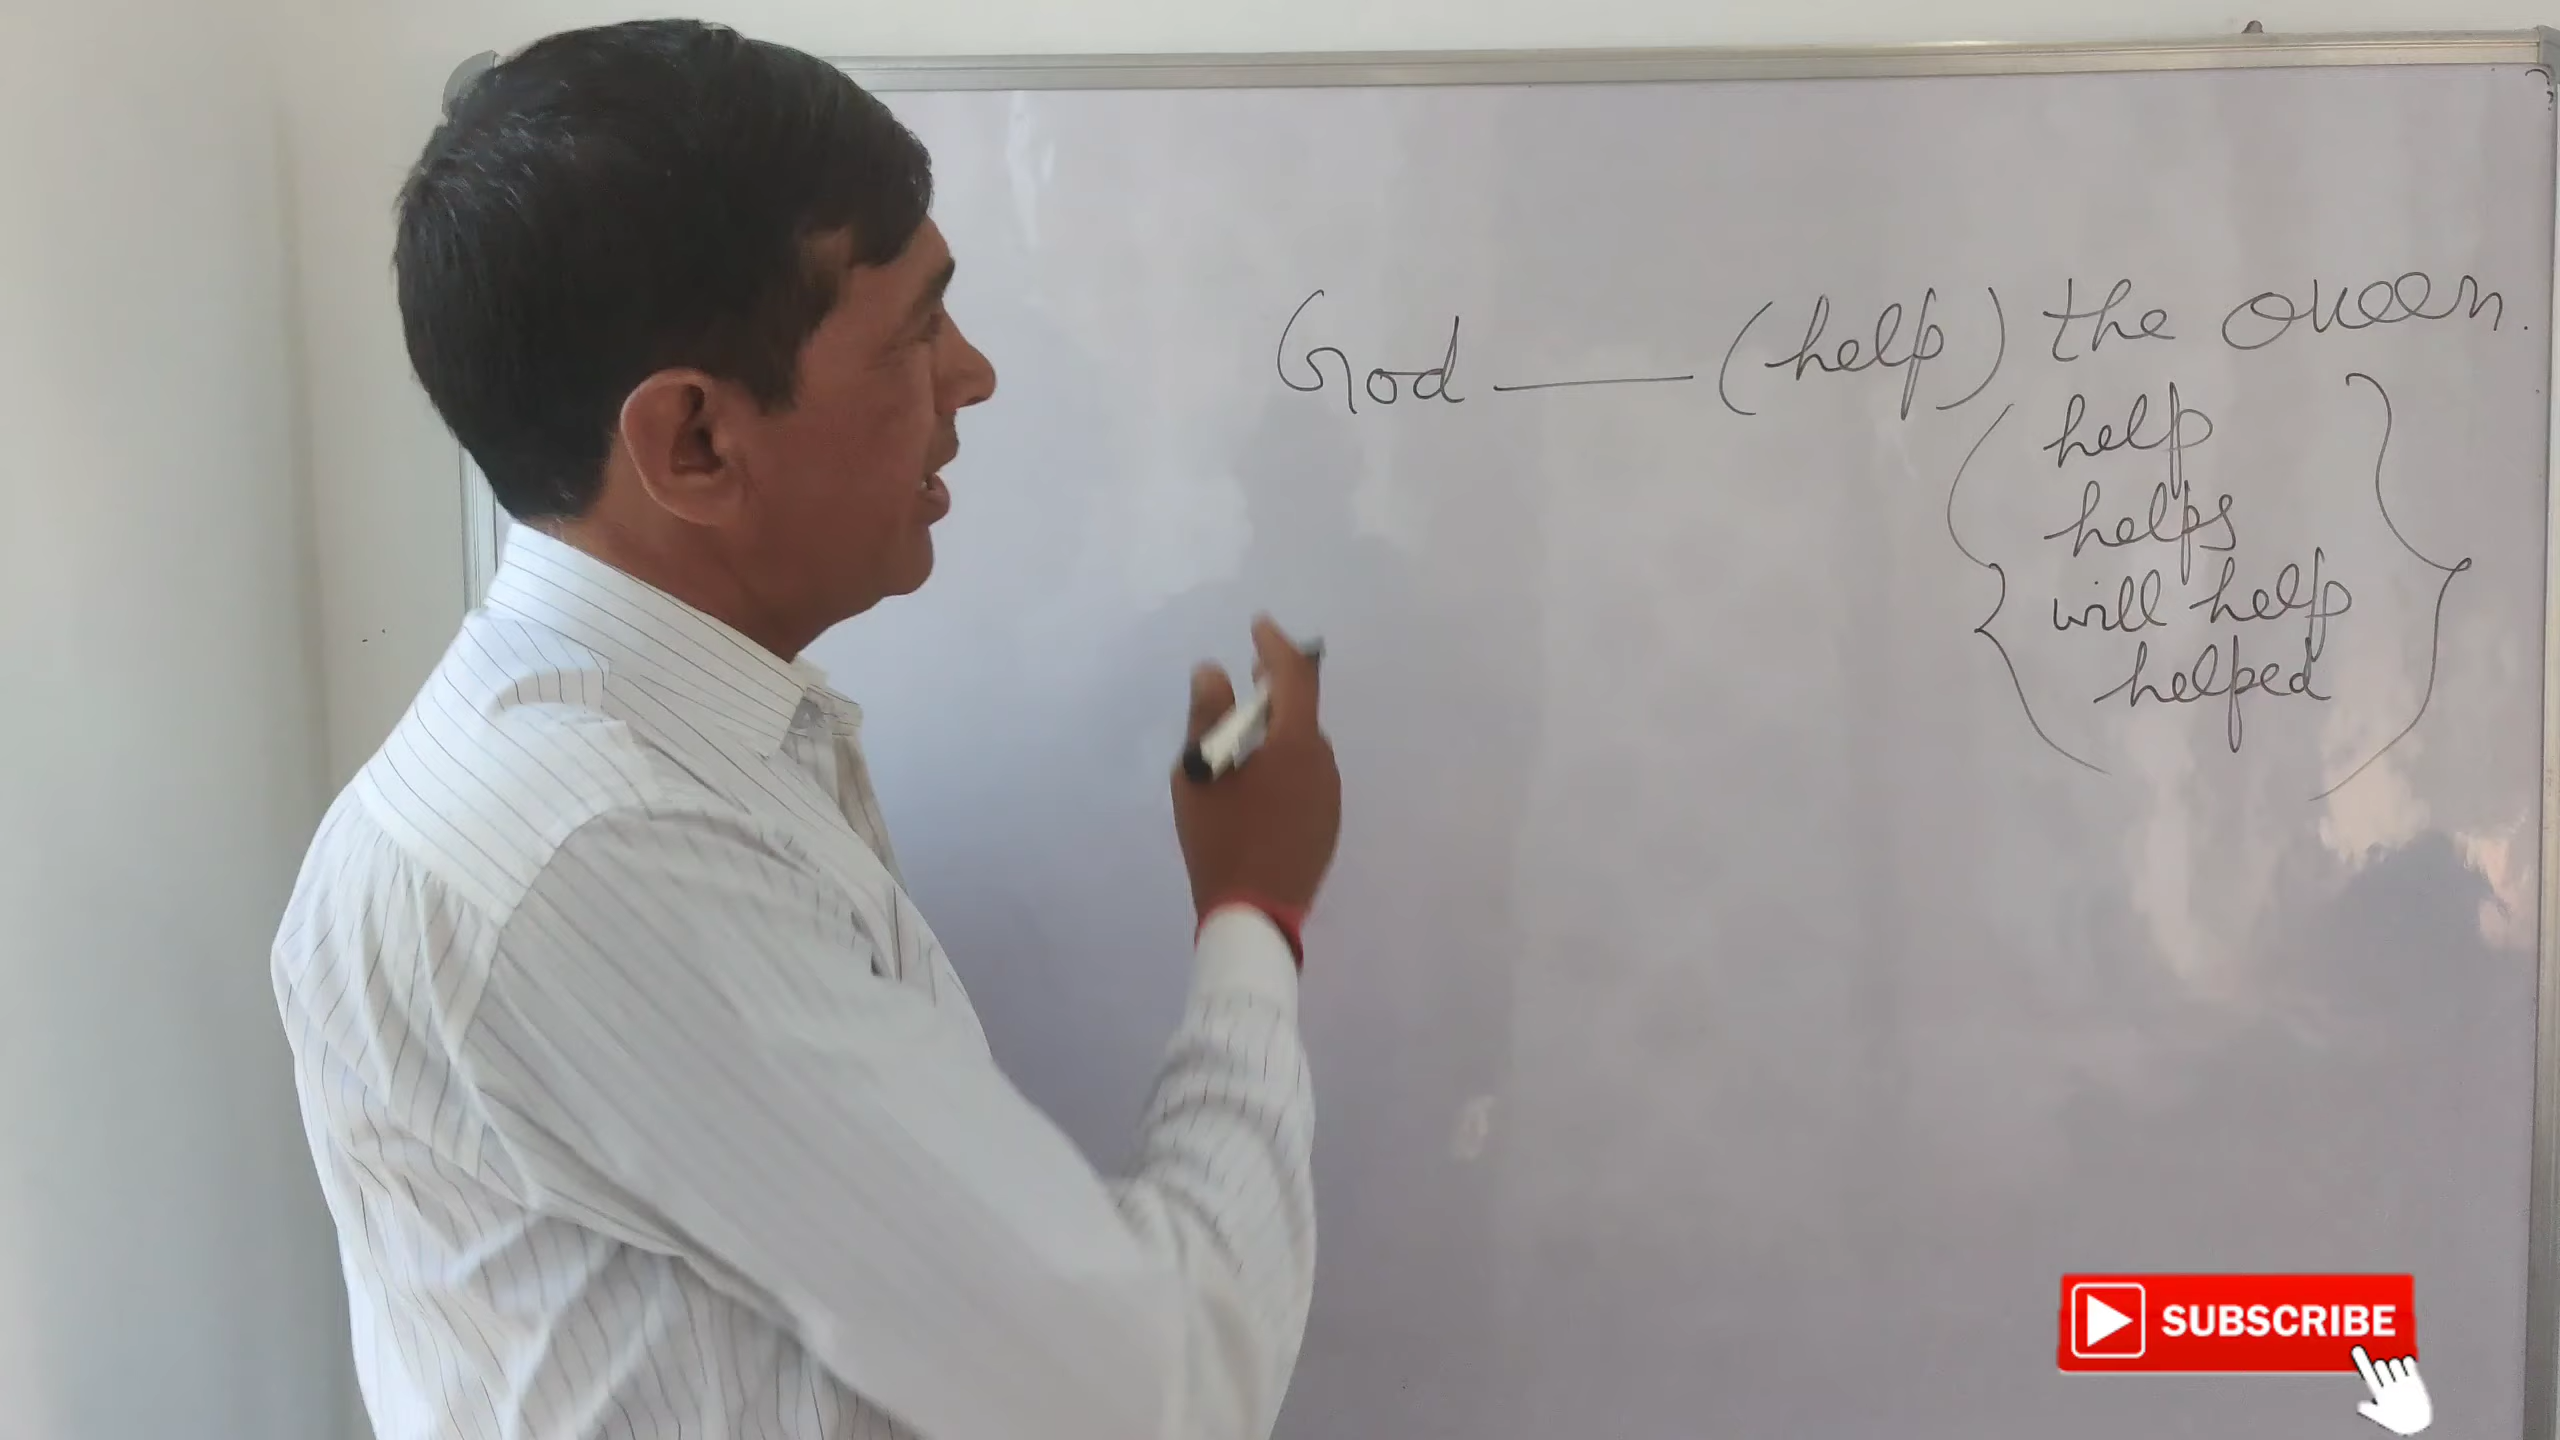 God ____ (help) the Queen.
help
helps
will help
helped
SUBSCRIBE